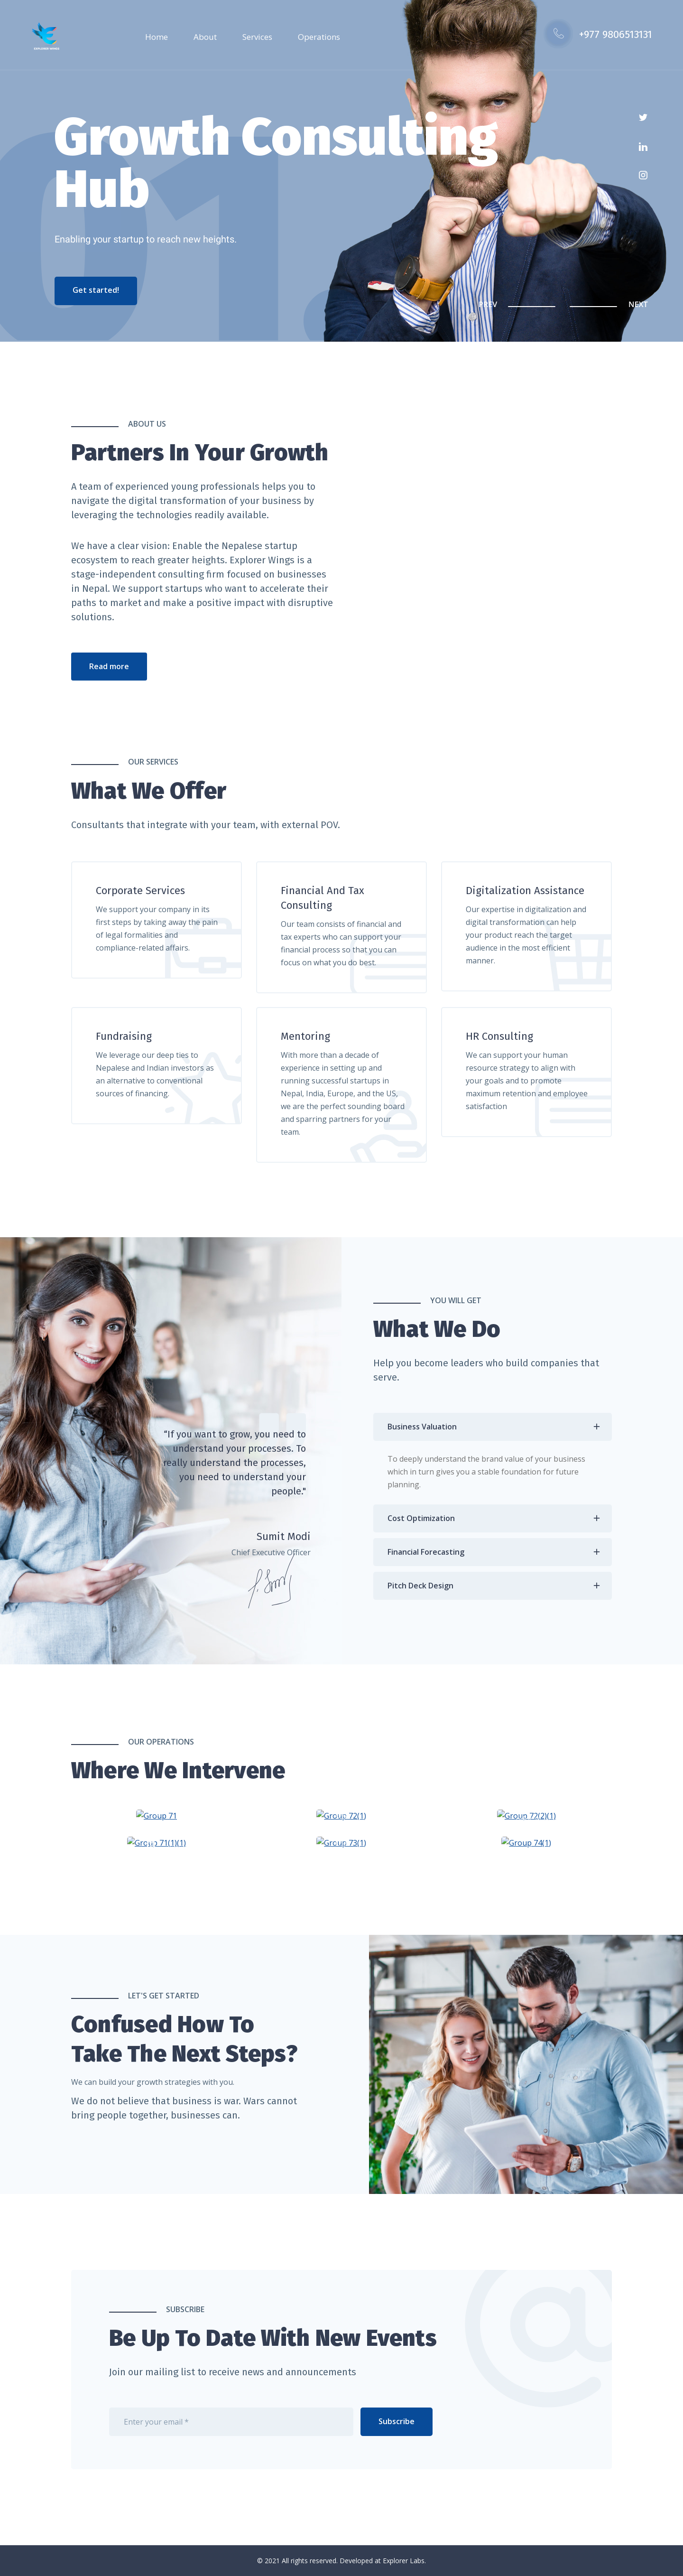 EXPLORER WINGS
Home About Services Operations
+977 9806513131
01.
Growth Consulting
Hub
Enabling your startup to reach new heights.
Get started!
PREV NEXT
ABOUT US
Partners In Your Growth
A team of experienced young professionals helps you to
navigate the digital transformation of your business by
leveraging the technologies readily available.
We have a clear vision: Enable the Nepalese startup
ecosystem to reach greater heights. Explorer Wings is a
stage-independent consulting firm focused on businesses
in Nepal. We support startups who want to accelerate their
paths to market and make a positive impact with disruptive
solutions.
Read more
OUR SERVICES
What We Offer
Consultants that integrate with your team, with external POV.
Corporate Services
We support your company in its
first steps by taking away the pain
of legal formalities and
compliance-related affairs.
Financial And Tax
Consulting
Our team consists of financial and
tax experts who can support your
financial process so that you can
focus on what you do best.
Digitalization Assistance
Our expertise in digitalization and
digital transformation can help
your product reach the target
audience in the most efficient
manner.
Fundraising
We leverage our deep ties to
Nepalese and Indian investors as
an alternative to conventional
sources of financing.
Mentoring
With more than a decade of
experience in setting up and
running successful startups in
Nepal, India, Europe, and the US,
we are the perfect sounding board
and sparring partners for your
team.
HR Consulting
We can support your human
resource strategy to align with
your goals and to promote
maximum retention and employee
satisfaction
"If you want to grow, you need to
understand your processes. To
really understand the processes,
you need to understand your
people."
Sumit Modi
Chief Executive Officer
YOU WILL GET
What We Do
Help you become leaders who build companies that
serve.
Business Valuation +
To deeply understand the brand value of your business
which in turn gives you a stable foundation for future
planning.
Cost Optimization +
Financial Forecasting +
Pitch Deck Design +
OUR OPERATIONS
Where We Intervene
Group 71 Group 72(1) Group 72(2)(1)
Group 71(1)(1) Group 73(1) Group 74(1)
LET'S GET STARTED
Confused How To
Take The Next Steps?
We can build your growth strategies with you.
We do not believe that business is war. Wars cannot
bring people together, businesses can.
SUBSCRIBE
Be Up To Date With New Events
Join our mailing list to receive news and announcements
Enter your email *
Subscribe
© 2021 All rights reserved. Developed at Explorer Labs.